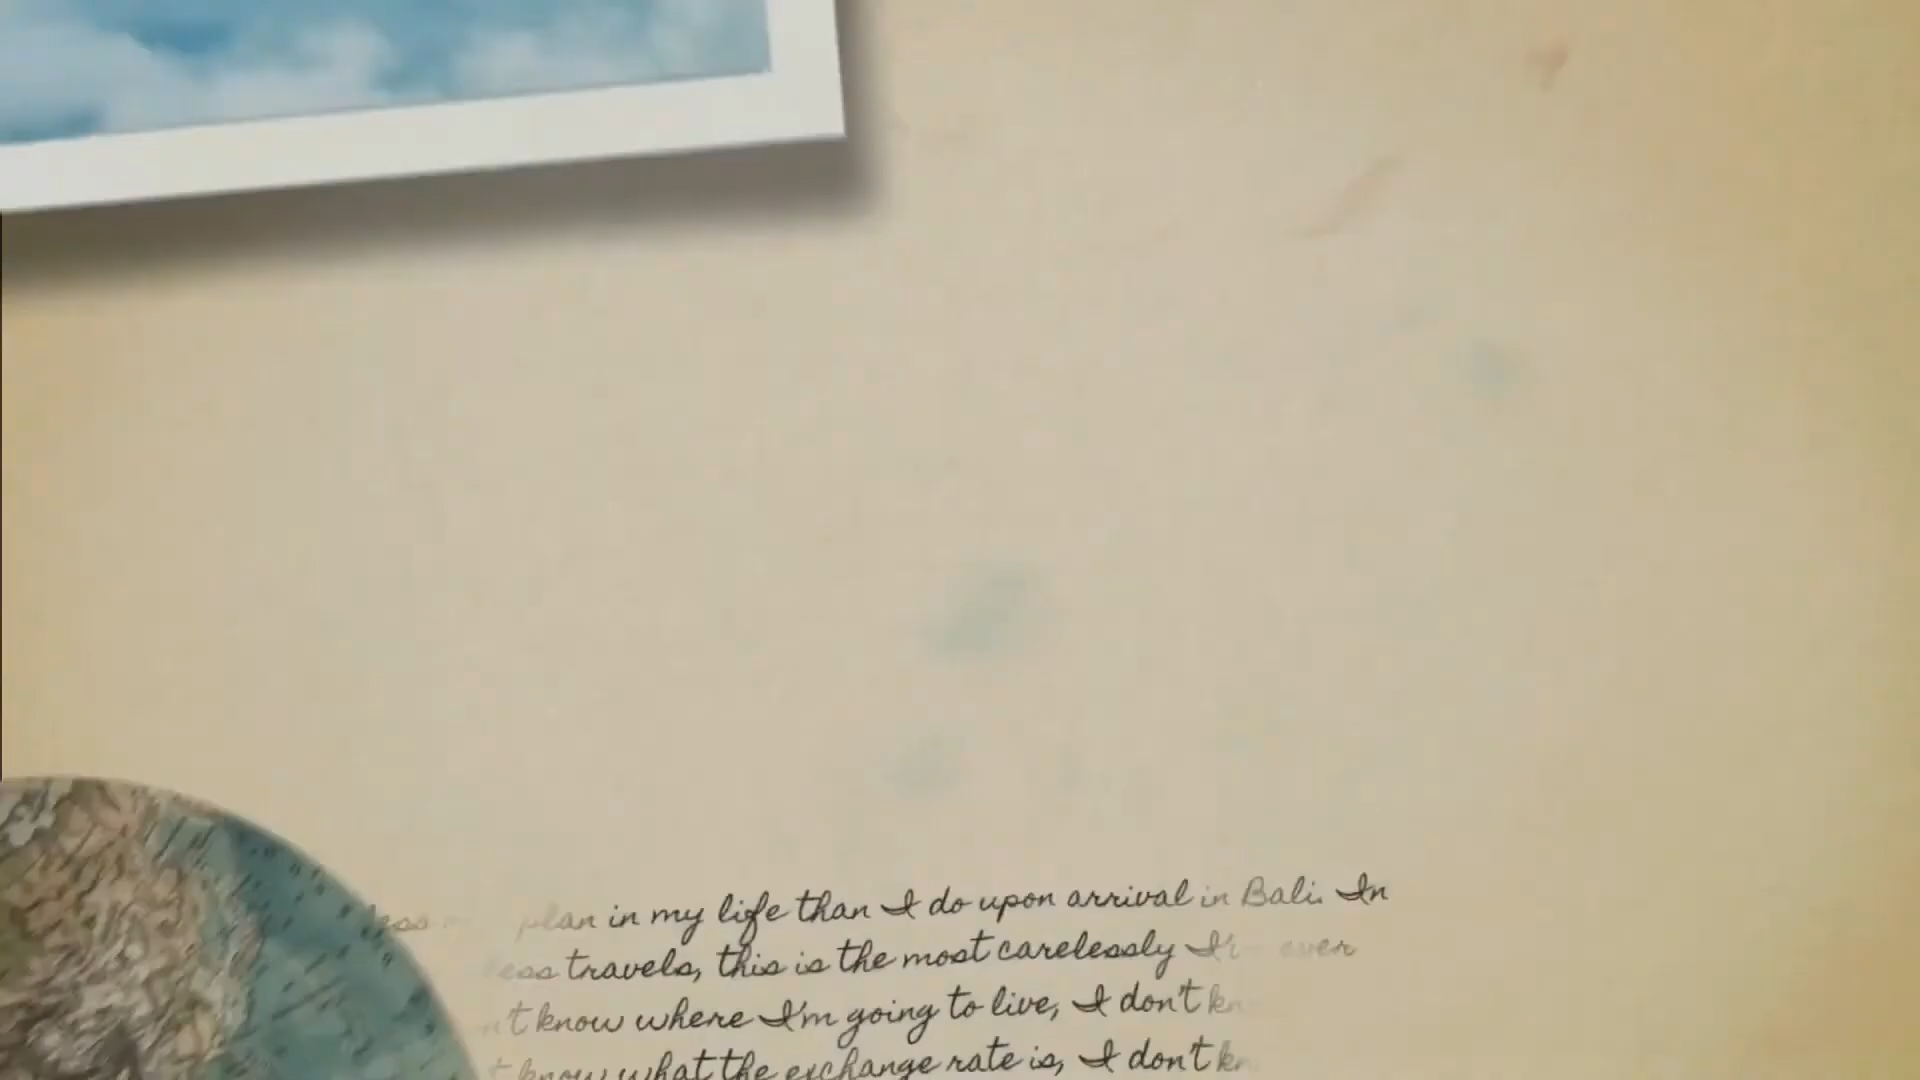 plan in my life than I do upon arrival in Bali. In
travels, this is the most carelessly I'v ever
't know where I'm going to live, I don't
know what the exchange rate is, I don't